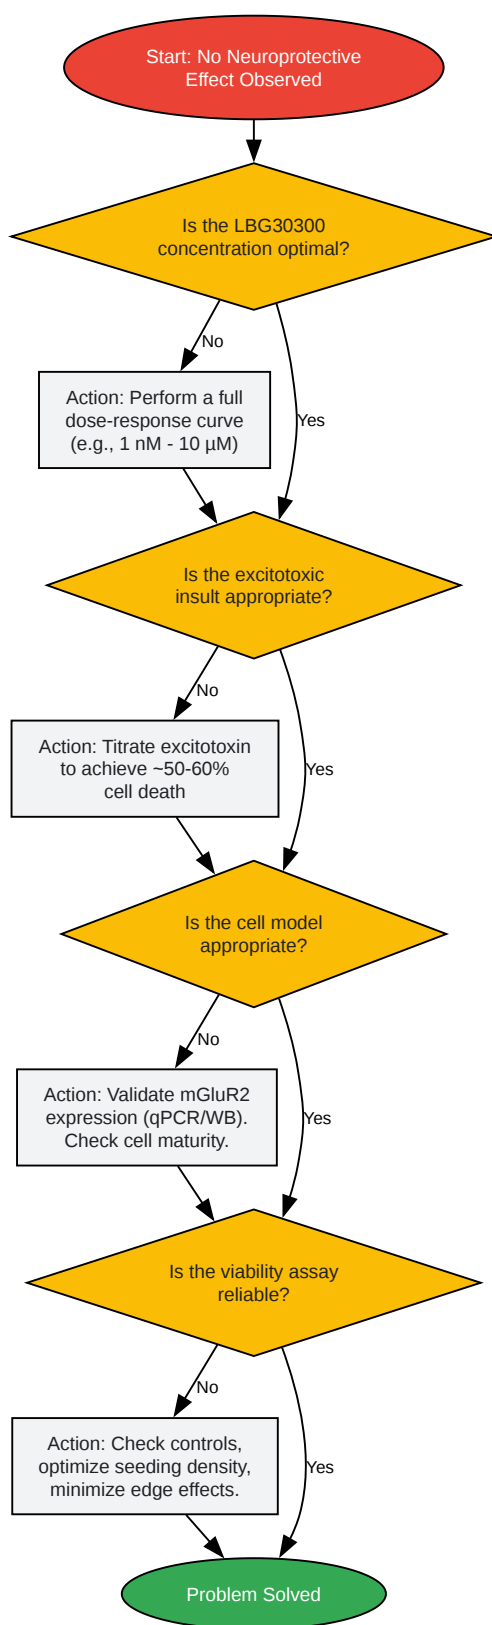 Start: No Neuroprotective
Effect Observed
Is the LBG30300
concentration optimal?
No
Action: Perform a full
dose-response curve
(e.g., 1 nM - 10 µM)
Yes
Is the excitotoxic
insult appropriate?
No
Action: Titrate excitotoxin
to achieve ~50-60%
cell death
Yes
Is the cell model
appropriate?
No
Action: Validate mGluR2
expression (qPCR/WB).
Check cell maturity.
Yes
Is the viability assay
reliable?
No
Action: Check controls,
optimize seeding density,
minimize edge effects.
Yes
Problem Solved